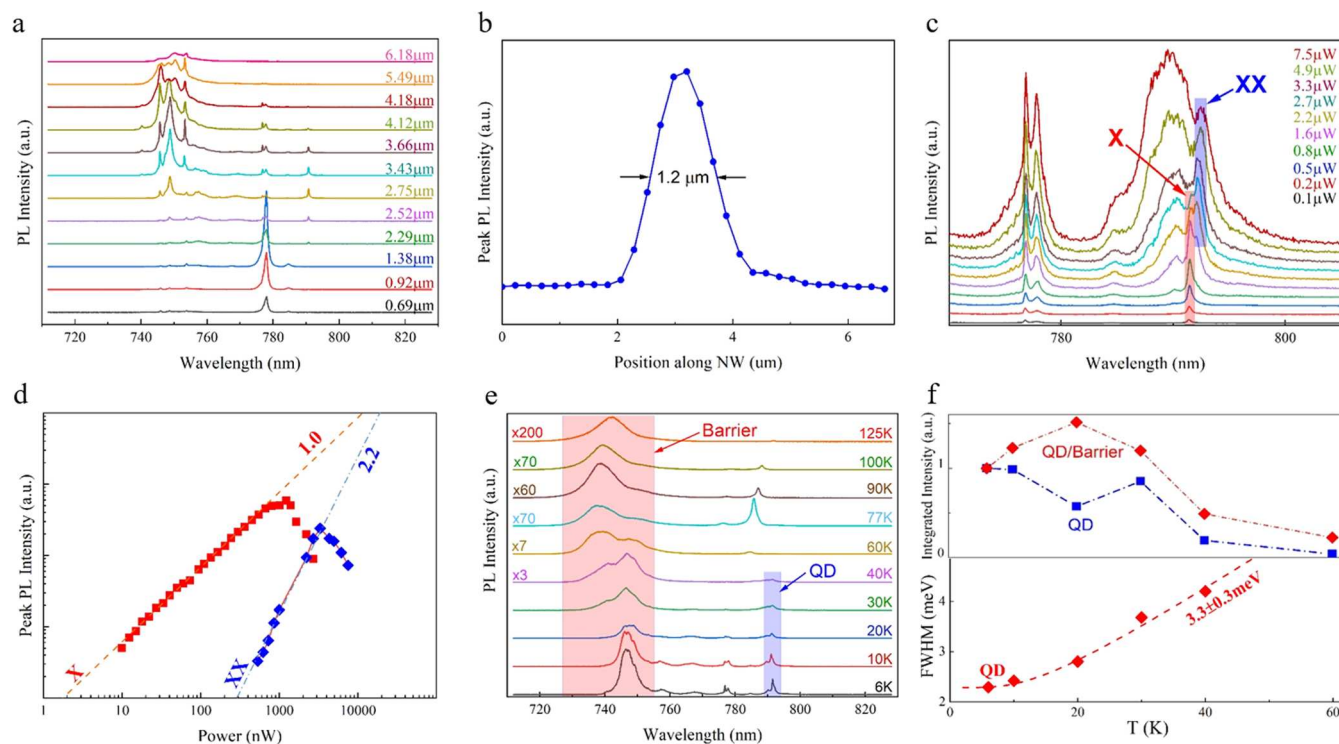 a
PL Intensity (a.u.)
6.18μm
5.49μm
4.18μm
4.12μm
3.66μm
3.43μm
2.75μm
2.52μm
2.29μm
1.38μm
0.92μm
0.69μm
720 740 760 780 800 820
Wavelength (nm)
b
Peak PL Intensity (a.u.)
1.2 μm
0 2 4 6
Position along NW (um)
c
PL Intensity (a.u.)
7.5μW
4.9μW
3.3μW
2.7μW
2.2μW
1.6μW
0.8μW
0.5μW
0.2μW
0.1μW
XX
X
780 800
Wavelength (nm)
d
Peak PL Intensity (a.u.)
1.0
2.2
X
XX
1 10 100 1000 10000
Power (nW)
e
PL Intensity (a.u.)
x200 125K
Barrier
x70 100K
x60 90K
x70 77K
x7 60K
x3 40K
QD
30K
20K
10K
6K
720 740 760 780 800 820
Wavelength (nm)
f
Integrated Intensity (a.u.)
1
0
QD/Barrier
QD
FWHM (meV)
4
3
2
3.3±0.3meV
QD
0 20 40 60
T (K)